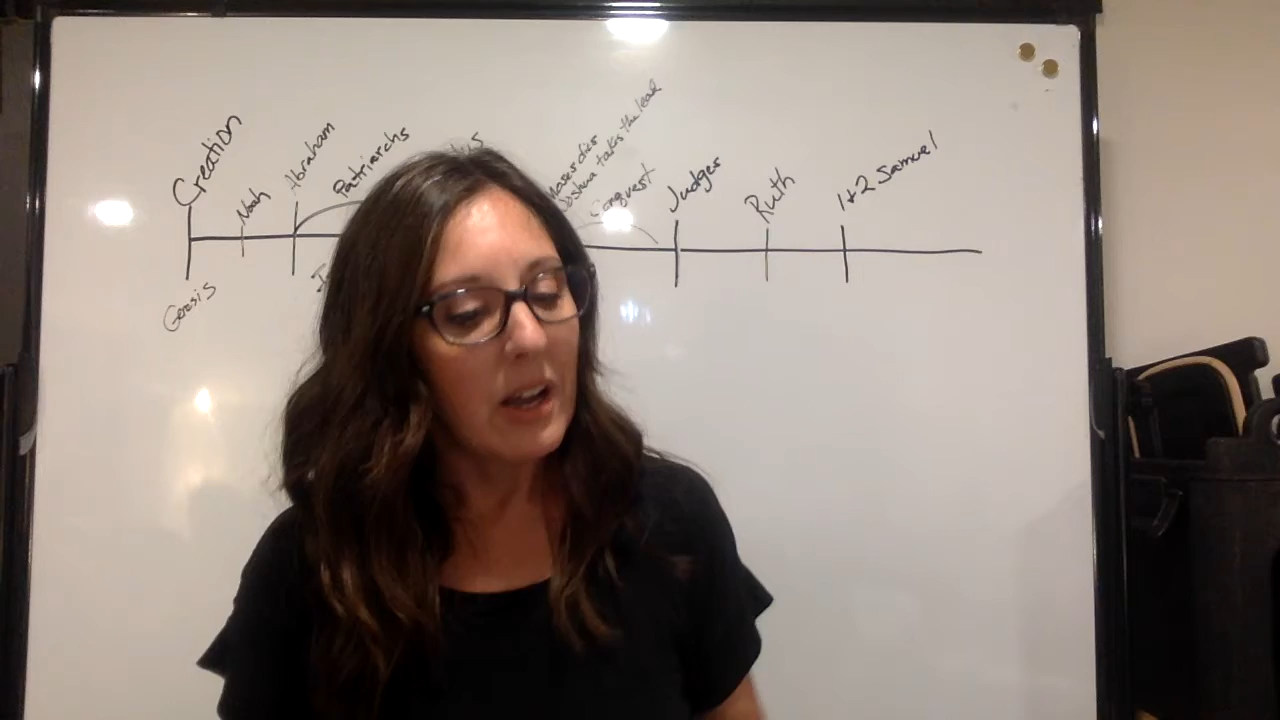 Creation
Noah
Abraham
Patriarchs
Moses dies
Joshua takes the lead
Conquest
Judges
Ruth
1+2 Samuel
Genesis